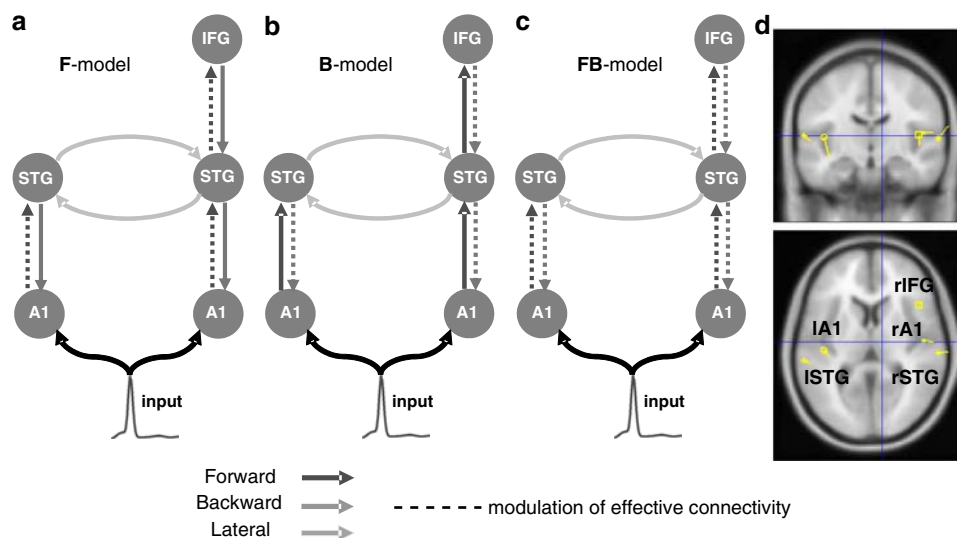 a
F-model
IFG
STG
STG
A1
A1
input
b
B-model
IFG
STG
STG
A1
A1
input
c
FB-model
IFG
STG
STG
A1
A1
input
d
rIFG
lA1
rA1
lSTG
rSTG
Forward
Backward
Lateral
modulation of effective connectivity